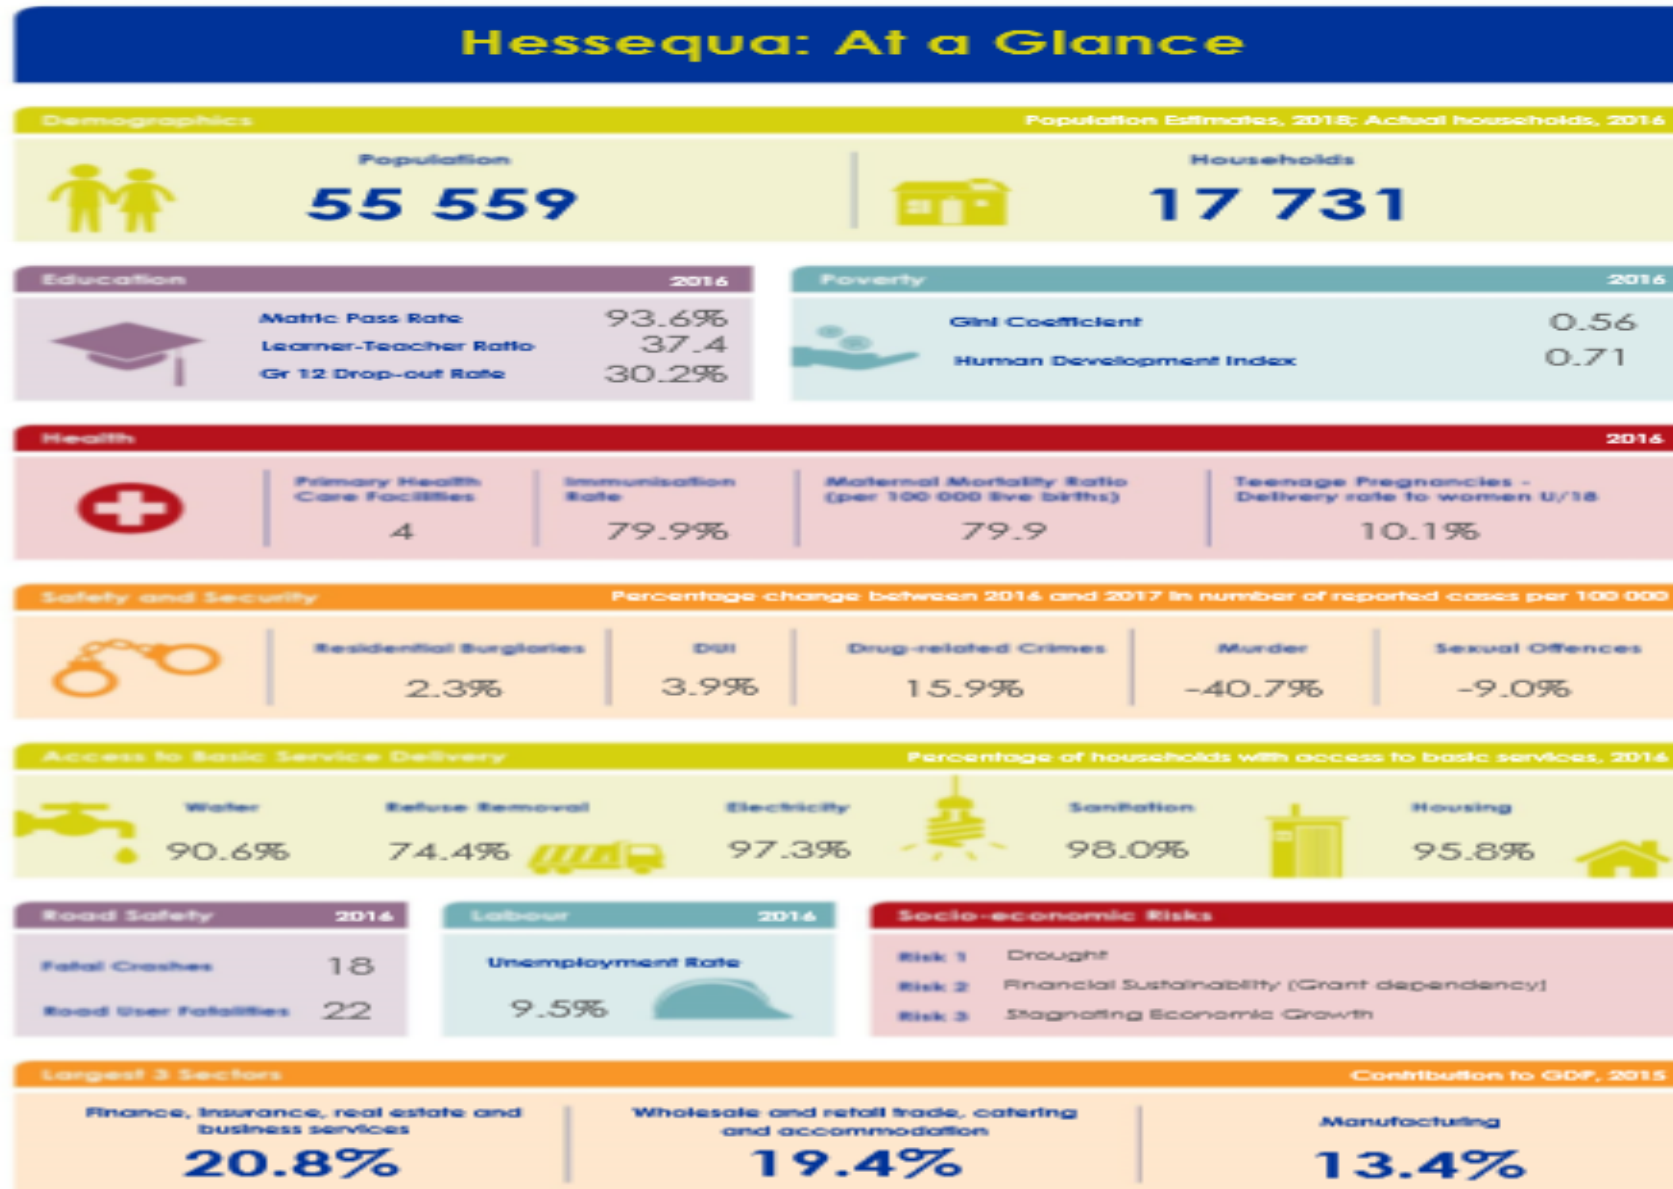 Hessequa: At a Glance
Demographics Population Estimates, 2018; Actual households, 2016
Population Households
55 559 17 731
Education 2016
Matric Pass Rate 93.6%
Learner-Teacher Ratio 37.4
Gr 12 Drop-out Rate 30.2%
Poverty 2016
Gini Coefficient 0.56
Human Development Index 0.71
Health 2016
Primary Health
Care Facilities
4
Immunisation
Rate
79.9%
Maternal Mortality Ratio
(per 100 000 live births)
79.9
Teenage Pregnancies -
Delivery rate to women U/18
10.1%
Safety and Security Percentage change between 2016 and 2017 in number of reported cases per 100 000
Residential Burglaries DUI Drug-related Crimes Murder Sexual Offences
2.3% 3.9% 15.9% -40.7% -9.0%
Access to Basic Service Delivery Percentage of households with access to basic services, 2016
Water Refuse Removal Electricity Sanitation Housing
90.6% 74.4% 97.3% 98.0% 95.8%
Road Safety 2016
Fatal Crashes 18
Road User Fatalities 22
Labour 2016
Unemployment Rate
9.5%
Socio-economic Risks
Risk 1 Drought
Risk 2 Financial Sustainability (Grant dependency)
Risk 3 Stagnating Economic Growth
Largest 3 Sectors Contribution to GDP, 2015
Finance, insurance, real estate and
business services
20.8%
Wholesale and retail trade, catering
and accommodation
19.4%
Manufacturing
13.4%